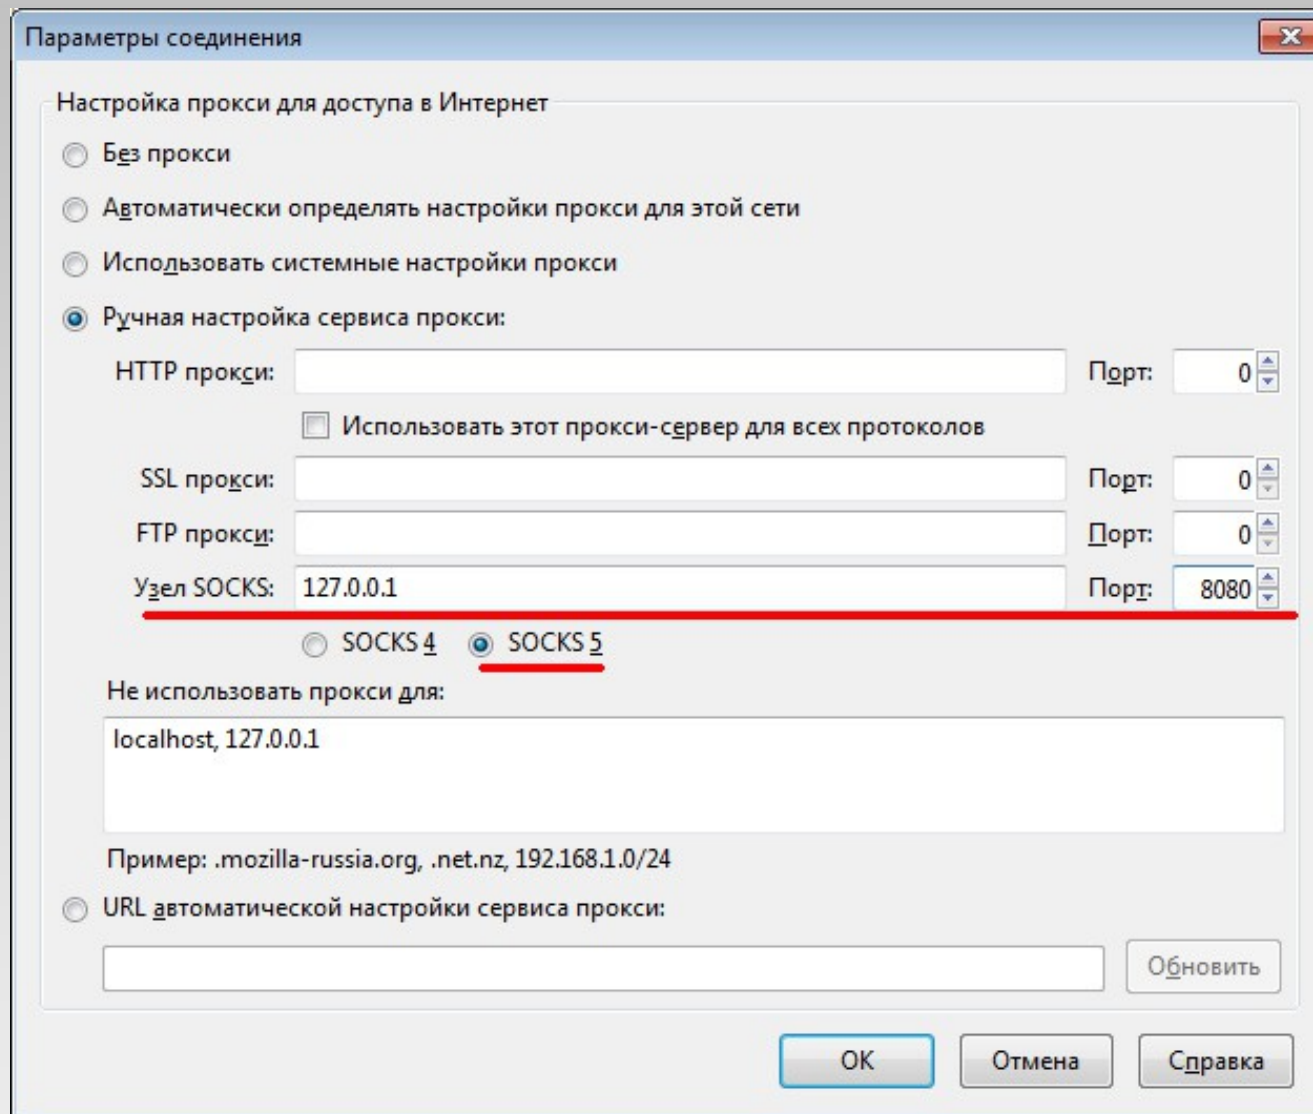 Параметры соединения
Настройка прокси для доступа в Интернет
Без прокси
Автоматически определять настройки прокси для этой сети
Использовать системные настройки прокси
Ручная настройка сервиса прокси:
HTTP прокси: Порт: 0
Использовать этот прокси-сервер для всех протоколов
SSL прокси: Порт: 0
FTP прокси: Порт: 0
Узел SOCKS: 127.0.0.1 Порт: 8080
SOCKS 4 SOCKS 5
Не использовать прокси для:
localhost, 127.0.0.1
Пример: .mozilla-russia.org, .net.nz, 192.168.1.0/24
URL автоматической настройки сервиса прокси:
Обновить
ОК Отмена Справка